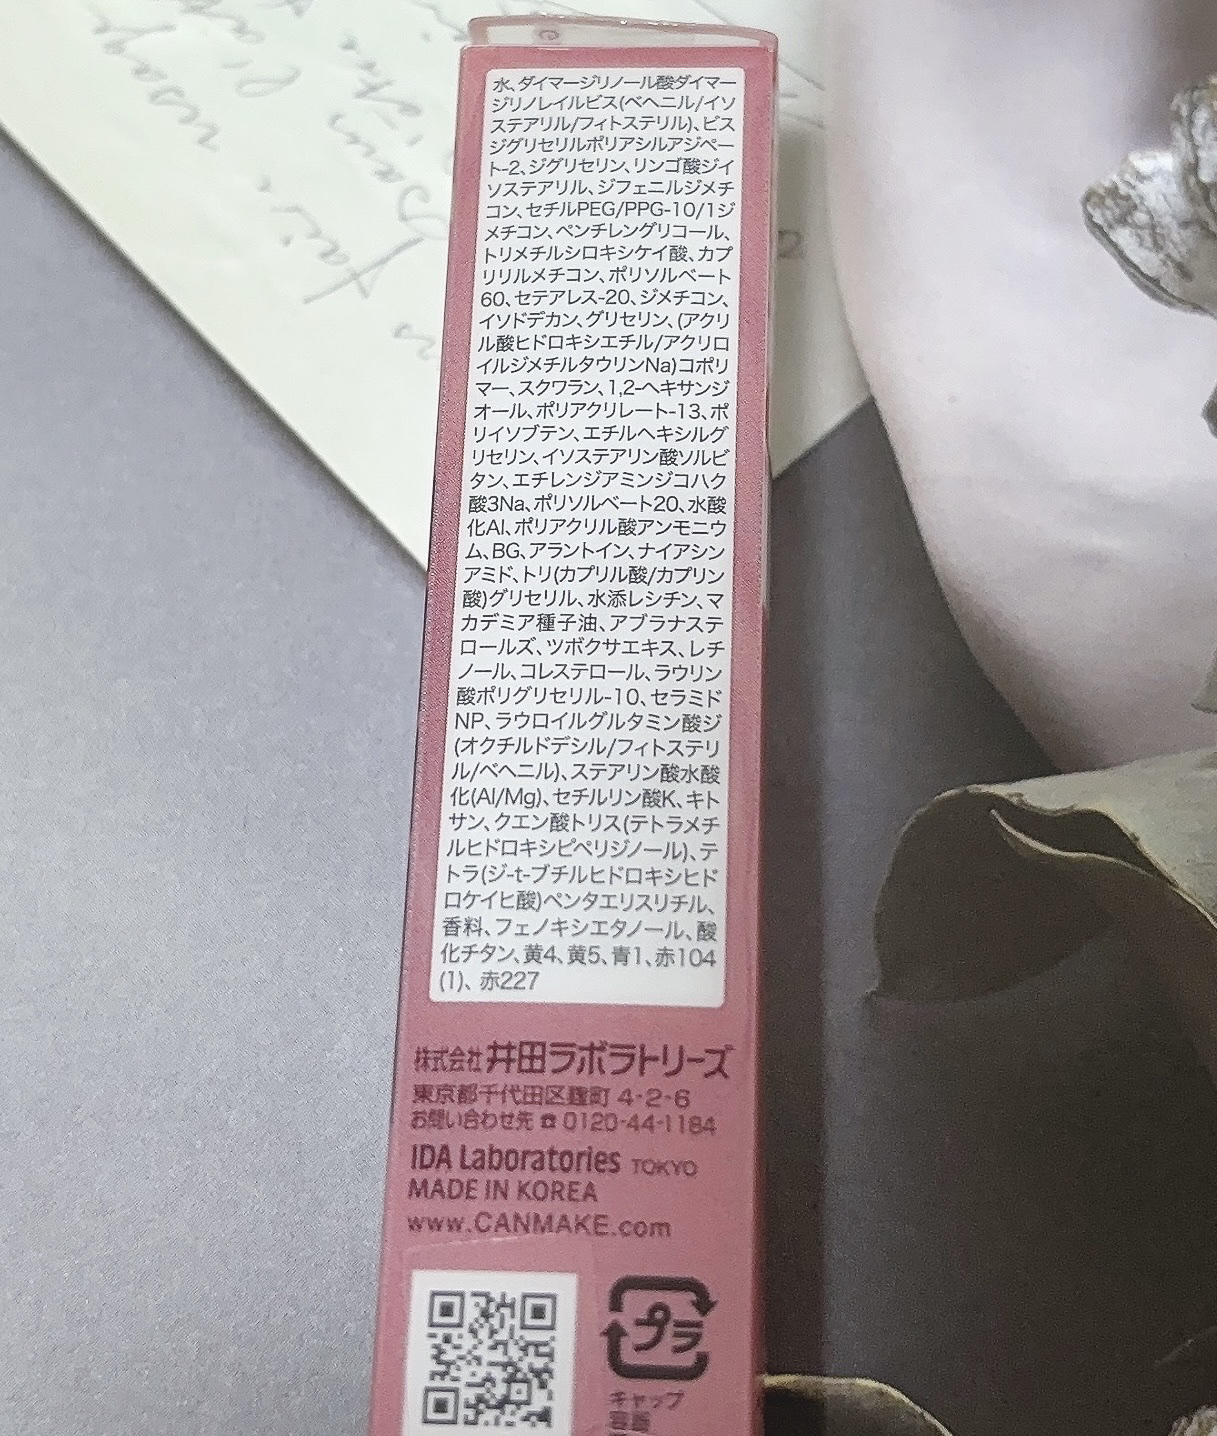 水、ダイマージリノール酸ダイマー
ジリノレイルビス(ベヘニル/イソ
ステアリル/フィトステリル)、ビス
ジグリセリルポリアシルアジペー
ト-2、ジグリセリン、リンゴ酸ジイ
ソステアリル、ジフェニルジメチ
コン、セチルPEG/PPG-10/1ジ
メチコン、ペンチレングリコール、
トリメチルシロキシケイ酸、カプ
リリルメチコン、ポリソルベート
60、セテアレス-20、ジメチコン、
イソドデカン、グリセリン、(アクリ
ル酸ヒドロキシエチル/アクリロ
イルジメチルタウリンNa)コポリ
マー、スクワラン、1,2-ヘキサンジ
オール、ポリアクリレート-13、ポ
リイソブテン、エチルヘキシルグ
リセリン、イソステアリン酸ソルビ
タン、エチレンジアミンジコハク
酸3Na、ポリソルベート20、水酸
化Al、ポリアクリル酸アンモニウ
ム、BG、アラントイン、ナイアシン
アミド、トリ(カプリル酸/カプリン
酸)グリセリル、水添レシチン、マ
カデミア種子油、アブラナステ
ロールズ、ツボクサエキス、レチ
ノール、コレステロール、ラウリン
酸ポリグリセリル-10、セラミド
NP、ラウロイルグルタミン酸ジ
(オクチルドデシル/フィトステリ
ル/ベヘニル)、ステアリン酸水酸
化(Al/Mg)、セチルリン酸K、キト
サン、クエン酸トリス(テトラメチ
ルヒドロキシピペリジノール)、テ
トラ(ジ-t-ブチルヒドロキシヒド
ロケイヒ酸)ペンタエリスリチル、
香料、フェノキシエタノール、酸
化チタン、黄4、黄5、青1、赤104
(1)、赤227
株式会社 井田ラボラトリーズ
東京都千代田区麹町 4-2-6
お問い合わせ先 ☎ 0120-44-1184
IDA Laboratories TOKYO
MADE IN KOREA
www.CANMAKE.com
プラ
キャップ
容器